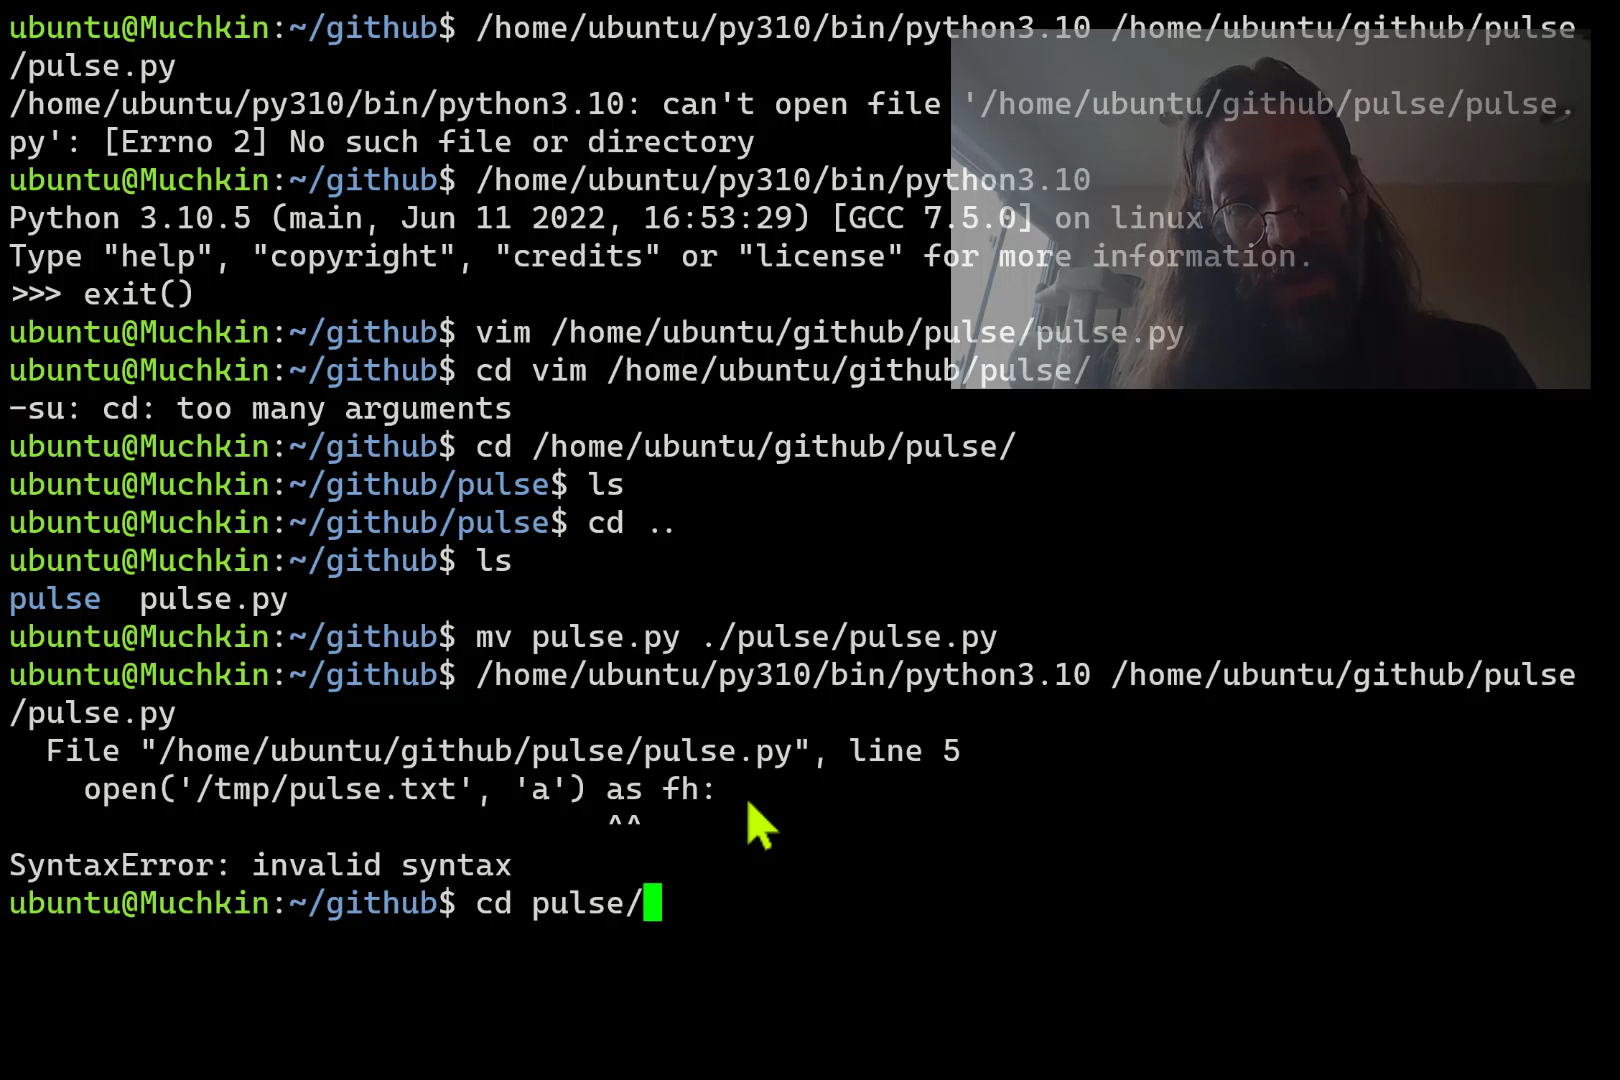 ubuntu@Muchkin:~/github$ /home/ubuntu/py310/bin/python3.10 /home/ubuntu/github/pulse
/pulse.py
/home/ubuntu/py310/bin/python3.10: can't open file '/home/ubuntu/github/pulse/pulse.
py': [Errno 2] No such file or directory
ubuntu@Muchkin:~/github$ /home/ubuntu/py310/bin/python3.10
Python 3.10.5 (main, Jun 11 2022, 16:53:29) [GCC 7.5.0] on linux
Type "help", "copyright", "credits" or "license" for more information.
>>> exit()
ubuntu@Muchkin:~/github$ vim /home/ubuntu/github/pulse/pulse.py
ubuntu@Muchkin:~/github$ cd vim /home/ubuntu/github/pulse/
-su: cd: too many arguments
ubuntu@Muchkin:~/github$ cd /home/ubuntu/github/pulse/
ubuntu@Muchkin:~/github/pulse$ ls
ubuntu@Muchkin:~/github/pulse$ cd ..
ubuntu@Muchkin:~/github$ ls
pulse  pulse.py
ubuntu@Muchkin:~/github$ mv pulse.py ./pulse/pulse.py
ubuntu@Muchkin:~/github$ /home/ubuntu/py310/bin/python3.10 /home/ubuntu/github/pulse
/pulse.py
  File "/home/ubuntu/github/pulse/pulse.py", line 5
    open('/tmp/pulse.txt', 'a') as fh:
                                ^^
SyntaxError: invalid syntax
ubuntu@Muchkin:~/github$ cd pulse/